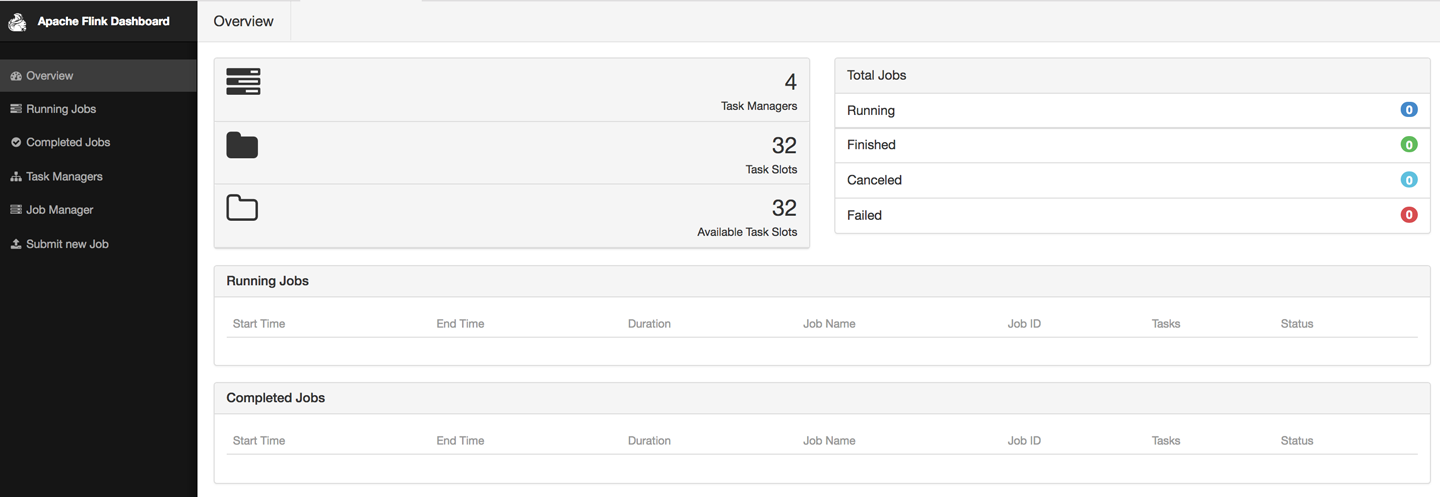 Apache Flink Dashboard
Overview
Overview
Running Jobs
Completed Jobs
Task Managers
Job Manager
Submit new Job
4
Task Managers
32
Task Slots
32
Available Task Slots
Total Jobs
Running 0
Finished 0
Canceled 0
Failed 0
Running Jobs
Start Time End Time Duration Job Name Job ID Tasks Status
Completed Jobs
Start Time End Time Duration Job Name Job ID Tasks Status